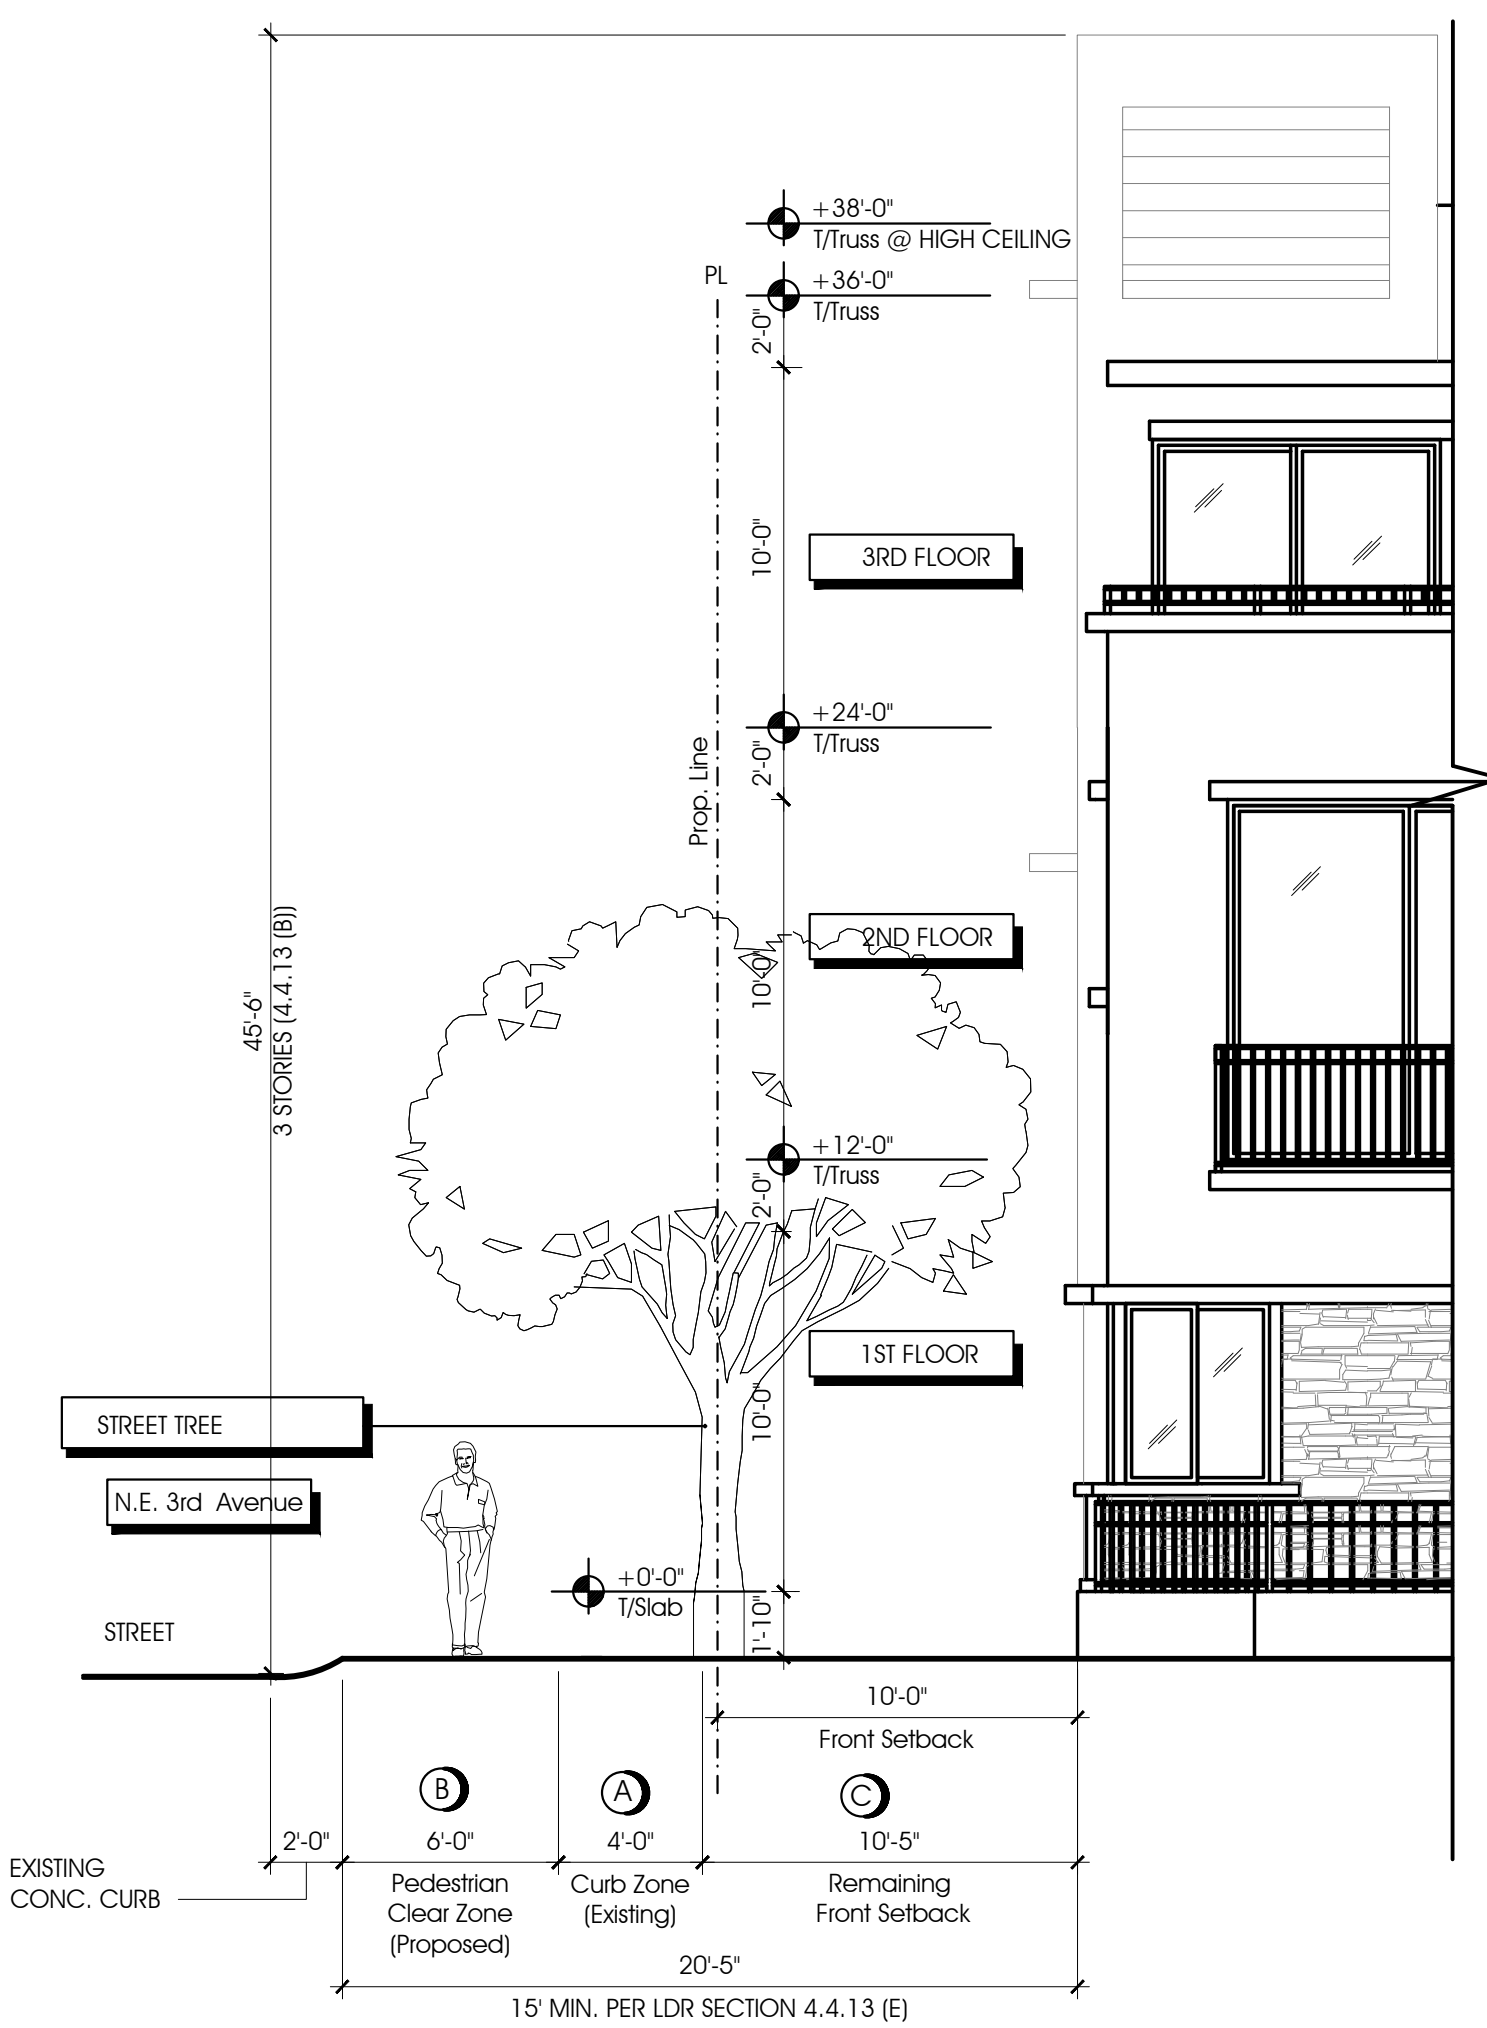 +38'-0"
T/Truss @ HIGH CEILING
PL
+36'-0"
T/Truss
2'-0"
10'-0"
3RD FLOOR
+24'-0"
T/Truss
2'-0"
Prop. Line
2ND FLOOR
10'-0"
45'-6"
3 STORIES (4.4.13 (B))
+12'-0"
T/Truss
2'-0"
1ST FLOOR
10'-0"
STREET TREE
N.E. 3rd Avenue
+0'-0"
T/Slab
1'-10"
STREET
10'-0"
Front Setback
B
A
C
2'-0"
6'-0"
4'-0"
10'-5"
EXISTING
CONC. CURB
Pedestrian
Clear Zone
(Proposed)
Curb Zone
(Existing)
Remaining
Front Setback
20'-5"
15' MIN. PER LDR SECTION 4.4.13 (E)